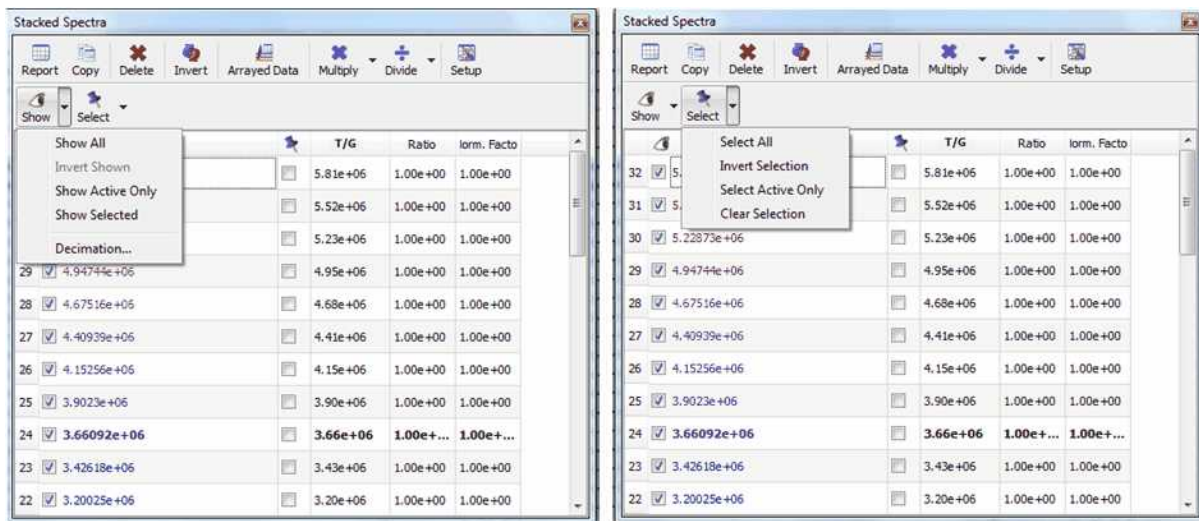 Stacked Spectra
Report Copy Delete Invert Arrayed Data Multiply Divide Setup
Show Select
Show All
Invert Shown
Show Active Only
Show Selected
Decimation...
T/G Ratio lorm. Facto
5.81e+06 1.00e+00 1.00e+00
5.52e+06 1.00e+00 1.00e+00
5.23e+06 1.00e+00 1.00e+00
29 4.94744e+06 4.95e+06 1.00e+00 1.00e+00
28 4.67516e+06 4.68e+06 1.00e+00 1.00e+00
27 4.40939e+06 4.41e+06 1.00e+00 1.00e+00
26 4.15256e+06 4.15e+06 1.00e+00 1.00e+00
25 3.9023e+06 3.90e+06 1.00e+00 1.00e+00
24 3.66092e+06 3.66e+06 1.00e+... 1.00e+...
23 3.42618e+06 3.43e+06 1.00e+00 1.00e+00
22 3.20025e+06 3.20e+06 1.00e+00 1.00e+00
Stacked Spectra
Report Copy Delete Invert Arrayed Data Multiply Divide Setup
Show Select
Select All
Invert Selection
Select Active Only
Clear Selection
T/G Ratio lorm. Facto
32 5. 5.81e+06 1.00e+00 1.00e+00
31 5. 5.52e+06 1.00e+00 1.00e+00
30 5.22873e+06 5.23e+06 1.00e+00 1.00e+00
29 4.94744e+06 4.95e+06 1.00e+00 1.00e+00
28 4.67516e+06 4.68e+06 1.00e+00 1.00e+00
27 4.40939e+06 4.41e+06 1.00e+00 1.00e+00
26 4.15256e+06 4.15e+06 1.00e+00 1.00e+00
25 3.9023e+06 3.90e+06 1.00e+00 1.00e+00
24 3.66092e+06 3.66e+06 1.00e+... 1.00e+...
23 3.42618e+06 3.43e+06 1.00e+00 1.00e+00
22 3.20025e+06 3.20e+06 1.00e+00 1.00e+00